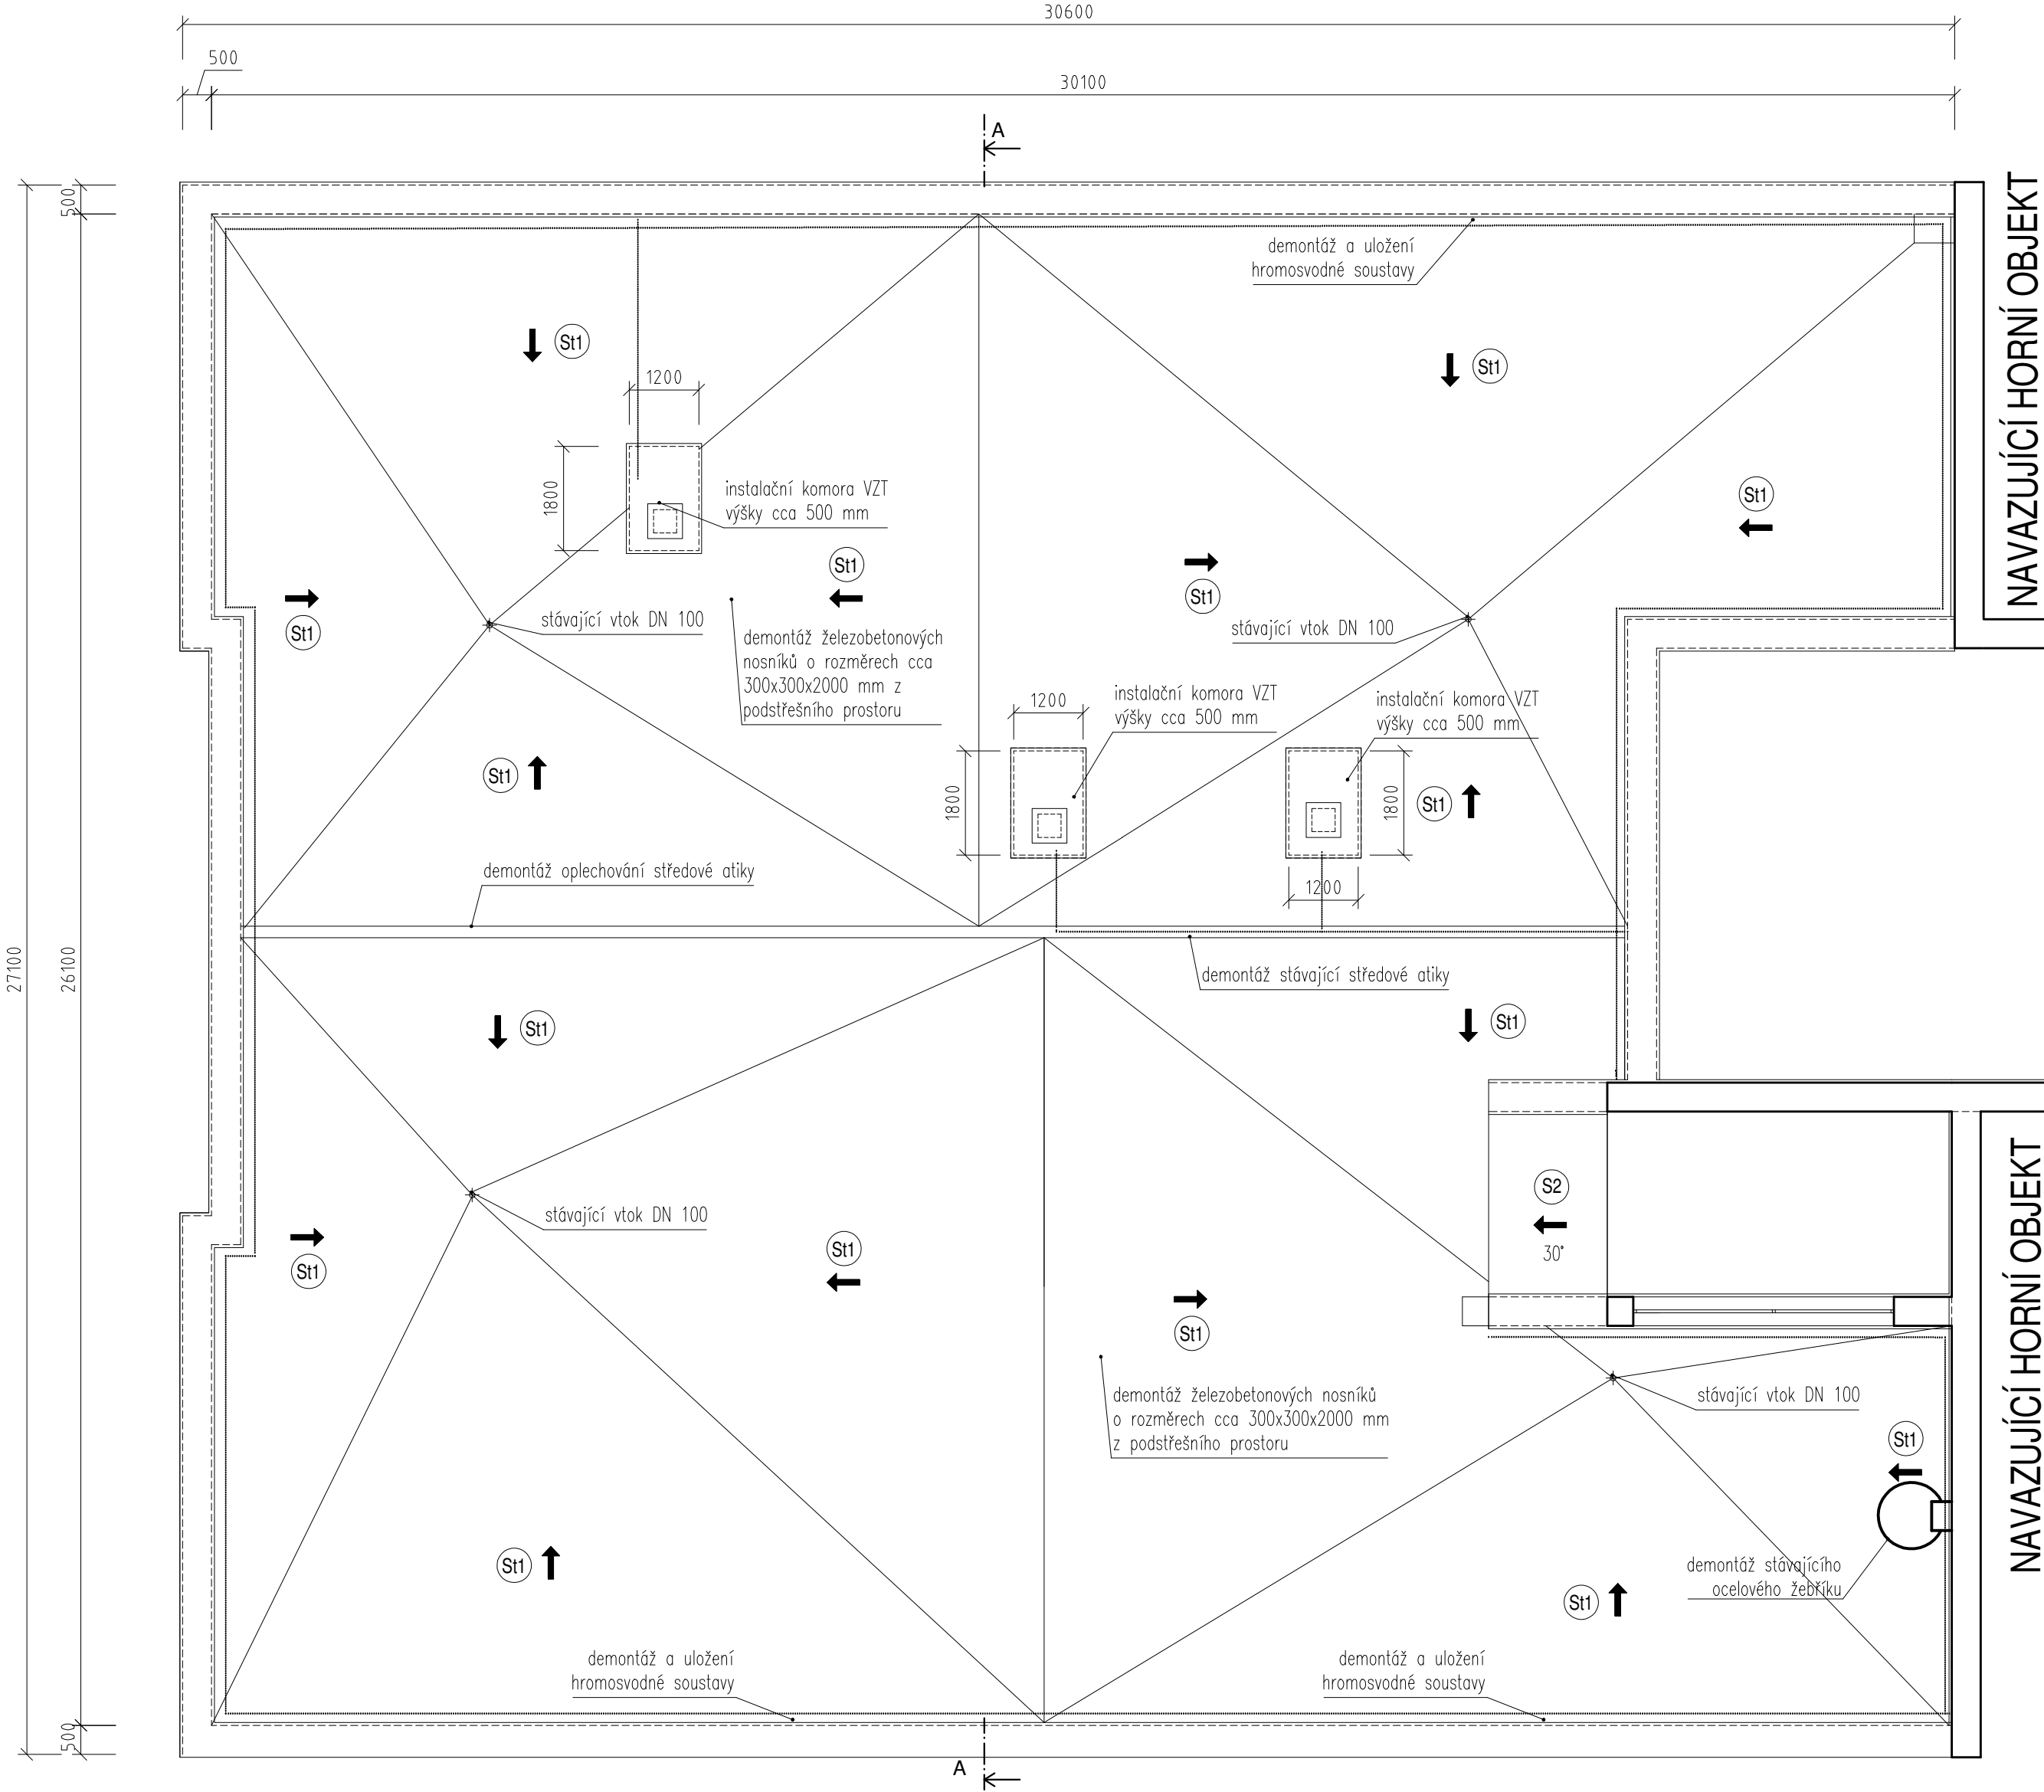 30600
500
30100
A
500
27100
26100
500
NAVAZUJÍCÍ HORNÍ OBJEKT
demontáž a uložení
hromosvodné soustavy
St1
St1
1200
1800
instalační komora VZT
výšky cca 500 mm
St1
St1
St1
St1
stávající vtok DN 100
demontáž železobetonových
nosníků o rozměrech cca
300x300x2000 mm z
podstřešního prostoru
stávající vtok DN 100
instalační komora VZT
výšky cca 500 mm
instalační komora VZT
výšky cca 500 mm
1200
1800
1800
1200
St1
St1
demontáž oplechování středové atiky
demontáž stávající středové atiky
St1
St1
S2
30°
NAVAZUJÍCÍ HORNÍ OBJEKT
stávající vtok DN 100
St1
St1
St1
demontáž železobetonových nosníků
o rozměrech cca 300x300x2000 mm
z podstřešního prostoru
stávající vtok DN 100
St1
demontáž stávajícího
ocelového žebříku
St1
St1
demontáž a uložení
hromosvodné soustavy
demontáž a uložení
hromosvodné soustavy
A